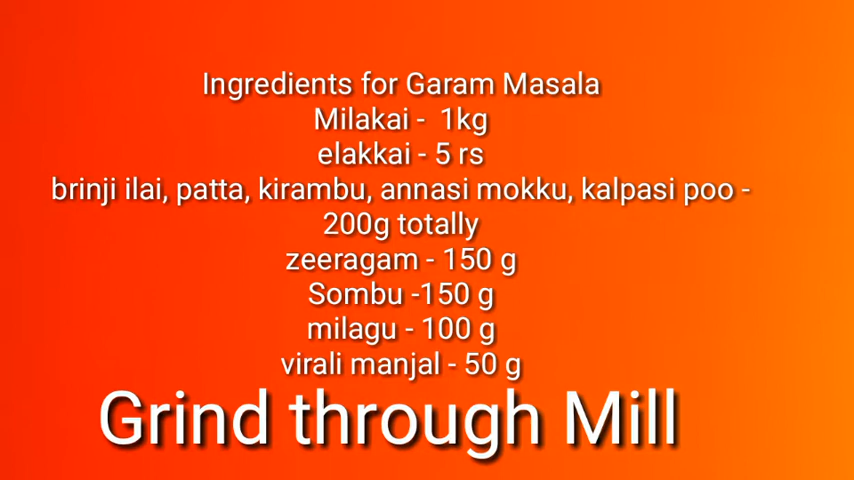 Ingredients for Garam Masala
Milakai -  1kg
elakkai - 5 rs
brinji ilai, patta, kirambu, annasi mokku, kalpasi poo -
200g totally
zeeragam - 150 g
Sombu -150 g
milagu - 100 g
virali manjal - 50 g
Grind through Mill